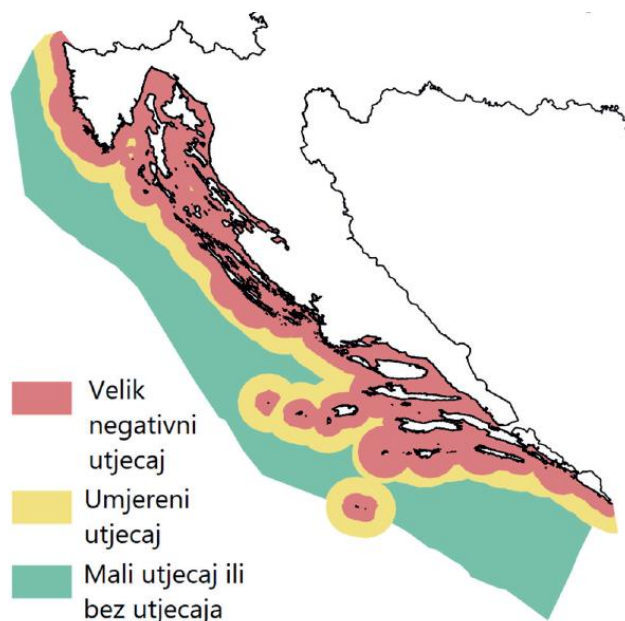 Velik
negativni
utjecaj
Umjereni
utjecaj
Mali utjecaj ili
bez utjecaja